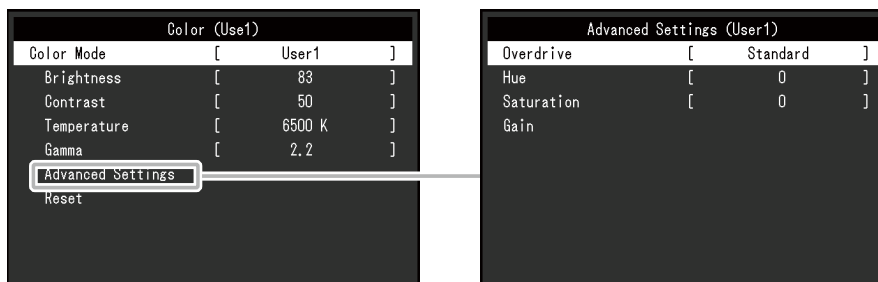 Color (Use1)
Color Mode [ User1 ]
Brightness [ 83 ]
Contrast [ 50 ]
Temperature [ 6500 K ]
Gamma [ 2.2 ]
Advanced Settings
Reset
Advanced Settings (User1)
Overdrive [ Standard ]
Hue [ 0 ]
Saturation [ 0 ]
Gain